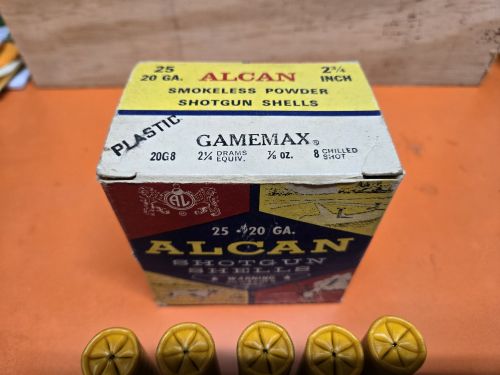 25 20 GA. ALCAN 2¾ INCH
SMOKELESS POWDER
SHOTGUN SHELLS
PLASTIC
GAMEMAX®
20G8 2¼ DRAMS EQUIV. ⅞ OZ. 8 CHILLED SHOT
AL
25 - 20 GA.
ALCAN
SHOTGUN
SHELLS
WARNING